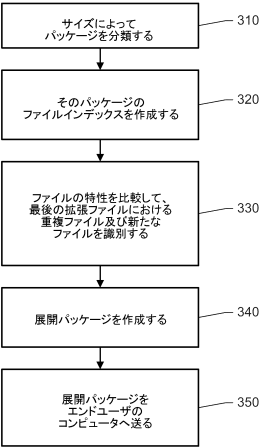 サイズによって
パッケージを分類する
310
そのパッケージの
ファイルインデックスを作成する
320
ファイルの特性を比較して、
最後の拡張ファイルにおける
重複ファイル及び新たな
ファイルを識別する
330
展開パッケージを作成する
340
展開パッケージを
エンドユーザの
コンピュータへ送る
350